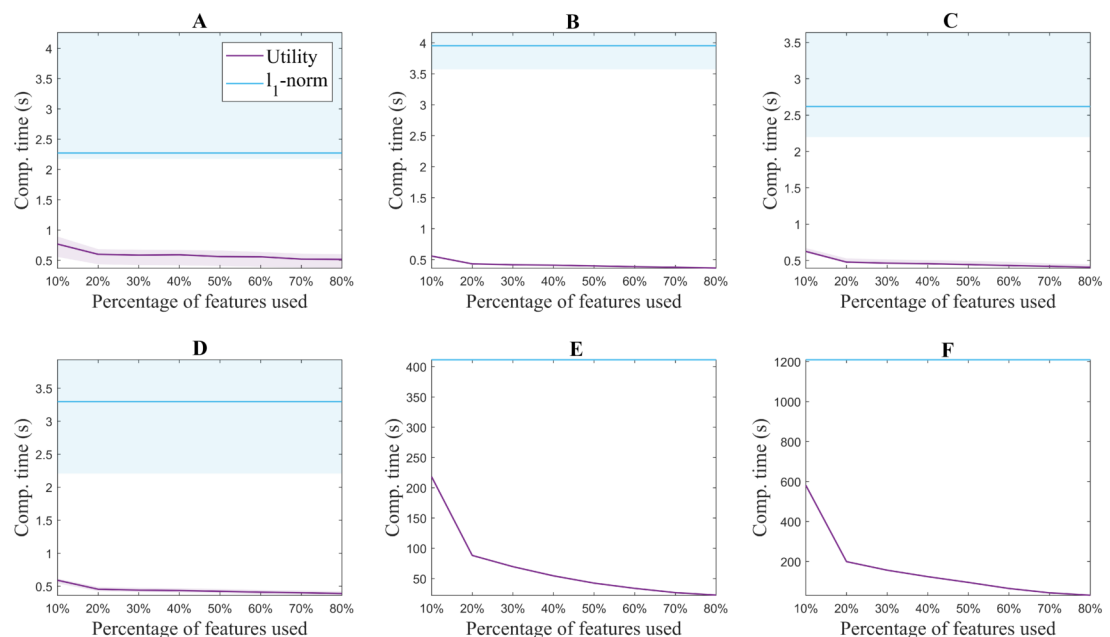 A
Comp. time (s)
4
3.5
3
2.5
2
1.5
1
0.5
Utility
l1-norm
10% 20% 30% 40% 50% 60% 70% 80%
Percentage of features used
B
Comp. time (s)
4
3.5
3
2.5
2
1.5
1
0.5
10% 20% 30% 40% 50% 60% 70% 80%
Percentage of features used
C
Comp. time (s)
3.5
3
2.5
2
1.5
1
0.5
10% 20% 30% 40% 50% 60% 70% 80%
Percentage of features used
D
Comp. time (s)
3.5
3
2.5
2
1.5
1
0.5
10% 20% 30% 40% 50% 60% 70% 80%
Percentage of features used
E
Comp. time (s)
400
350
300
250
200
150
100
50
10% 20% 30% 40% 50% 60% 70% 80%
Percentage of features used
F
Comp. time (s)
1200
1000
800
600
400
200
10% 20% 30% 40% 50% 60% 70% 80%
Percentage of features used